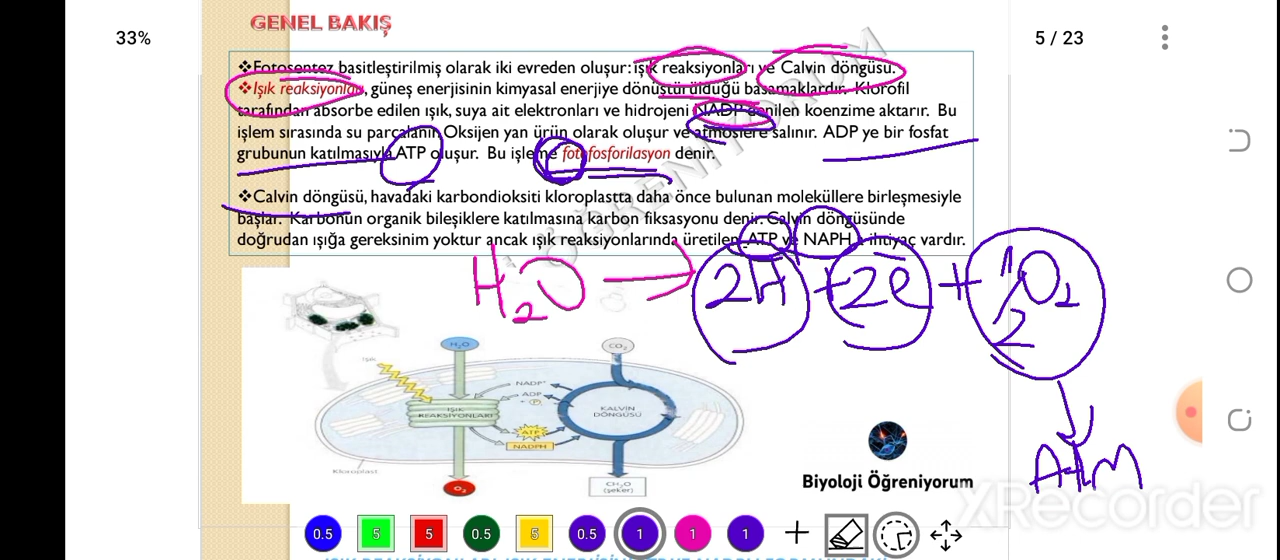 GENEL BAKIŞ
33%
5 / 23
❖Fotosentez basitleştirilmiş olarak iki evreden oluşur: ışık reaksiyonları ve Calvin döngüsü.
❖Işık reaksiyonları, güneş enerjisinin kimyasal enerjiye dönüştürüldüğü basamaklardır. Klorofil
tarafından absorbe edilen ışık, suya ait elektronları ve hidrojeni NADP denilen koenzime aktarır. Bu
işlem sırasında su parçalanır. Oksijen yan ürün olarak oluşur ve atmosfere salınır. ADP ye bir fosfat
grubunun katılmasıyla ATP oluşur. Bu işleme fotofosforilasyon denir.
❖Calvin döngüsü, havadaki karbondioksiti kloroplastta daha önce bulunan moleküllere birleşmesiyle
başlar. Karbonun organik bileşiklere katılmasına karbon fiksasyonu denir. Calvin döngüsünde
doğrudan ışığa gereksinim yoktur ancak ışık reaksiyonlarında üretilen ATP ve NAPH ihtiyaç vardır.
H2O → 2H + 2e + 1/2 O2
ATM
H₂O
CO₂
Işık
NADP⁺
ADP
+ P
IŞIK
REAKSİYONLARI
KALVİN
DÖNGÜSÜ
ATP
NADPH
Kloroplast
O₂
CH₂O
(şeker)
Biyoloji Öğreniyorum
XRecorder
0.5 5 5 0.5 5 0.5 1 1 1